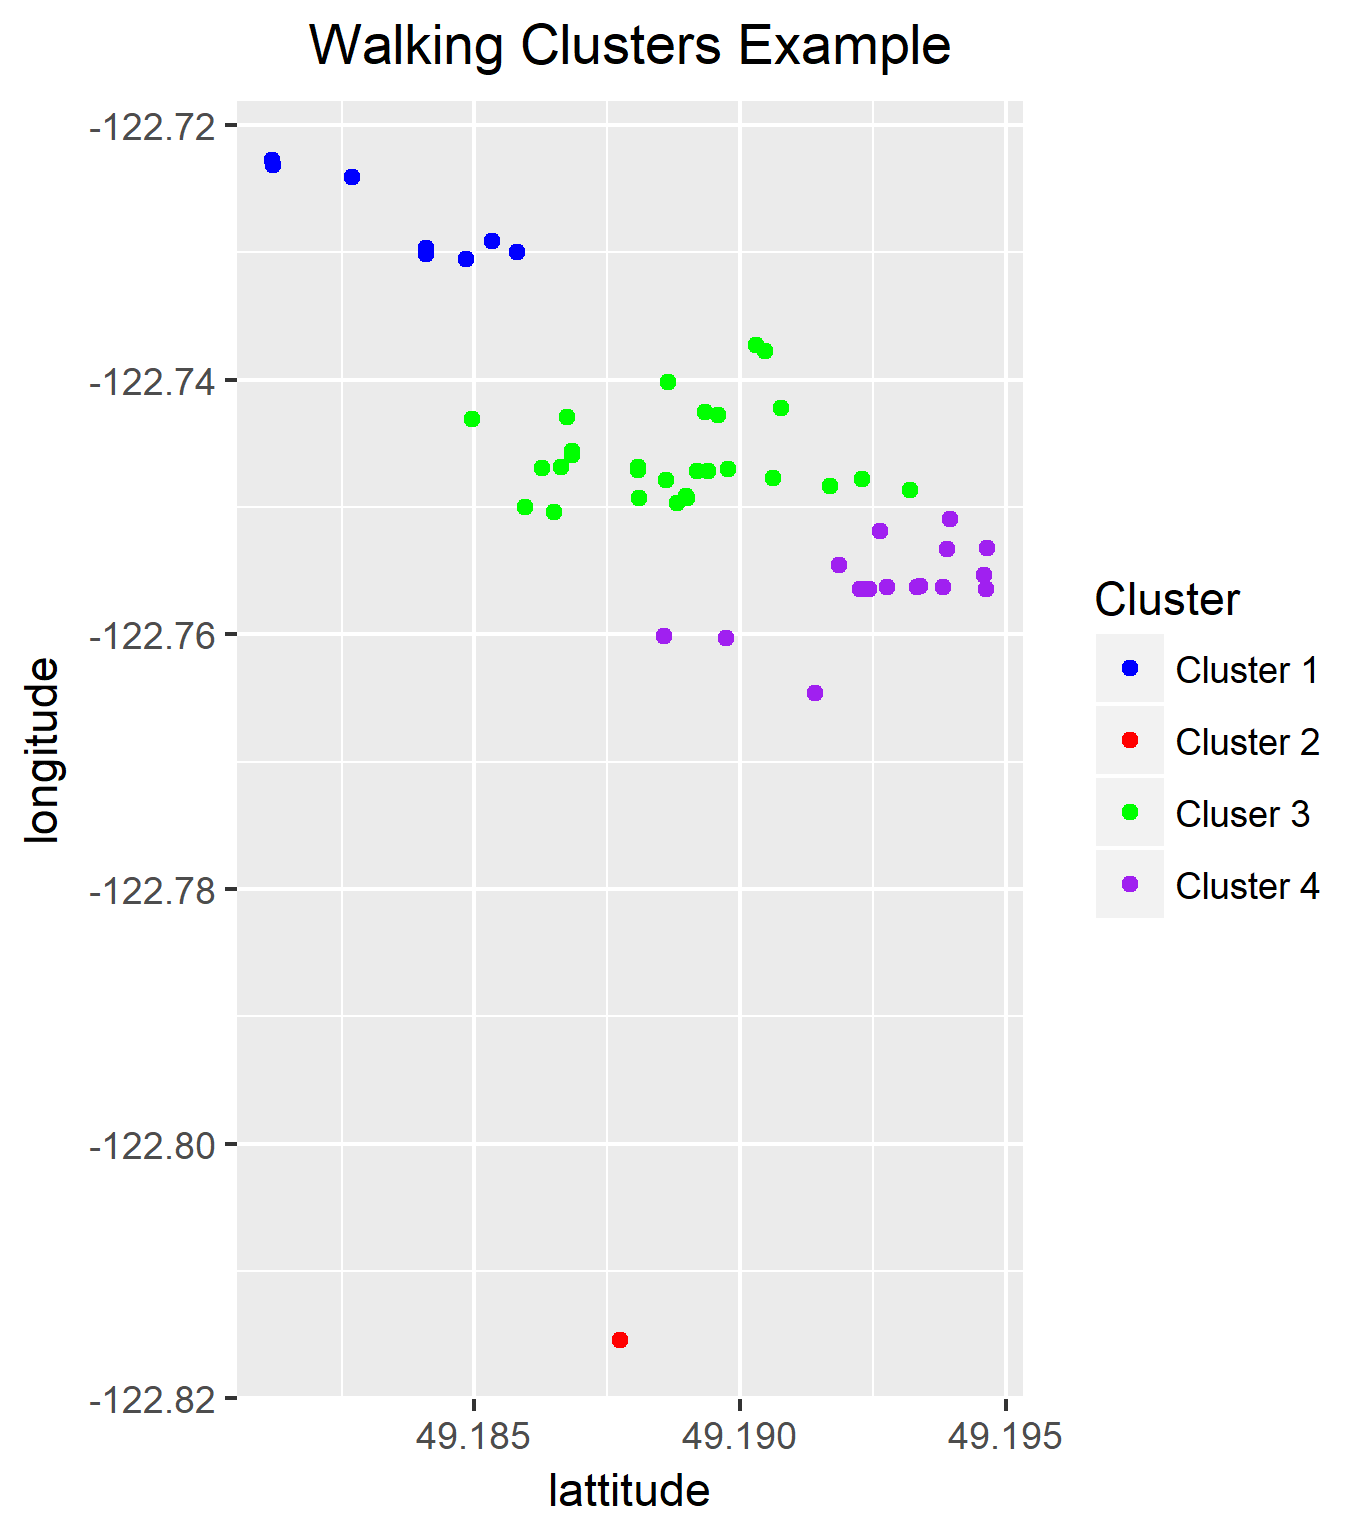 Walking Clusters Example
-122.72
-122.74
-122.76
-122.78
-122.80
-122.82
longitude
49.185
49.190
49.195
lattitude
Cluster
Cluster 1
Cluster 2
Cluser 3
Cluster 4